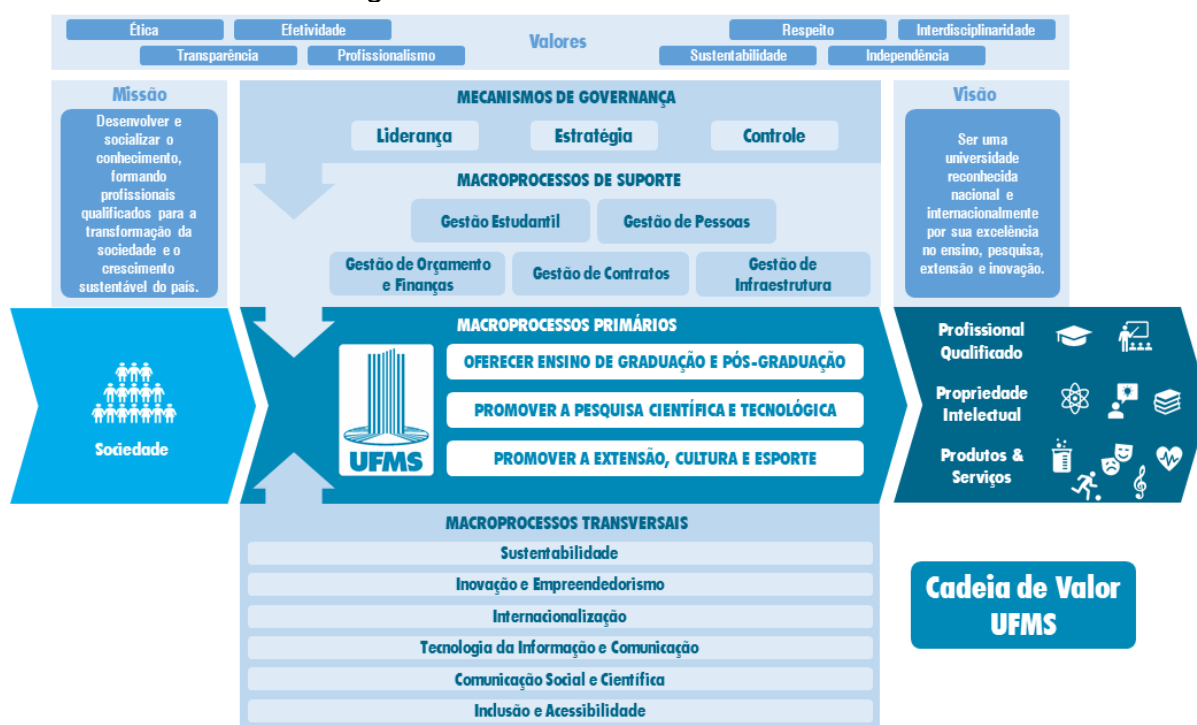 Ética
Efetividade
Valores
Respeito
Interdisciplinaridade
Transparência
Profissionalismo
Sustentabilidade
Independência
Missão
Desenvolver e
socializar o
conhecimento,
formando
profissionais
qualificados para a
transformação da
sociedade e o
crescimento
sustentável do país.
MECANISMOS DE GOVERNANÇA
Liderança
Estratégia
Controle
MACROPROCESSOS DE SUPORTE
Gestão Estudantil
Gestão de Pessoas
Gestão de Orçamento
e Finanças
Gestão de Contratos
Gestão de
Infraestrutura
Visão
Ser uma
universidade
reconhecida
nacional e
internacionalmente
por sua excelência
no ensino, pesquisa,
extensão e inovação.
Sociedade
MACROPROCESSOS PRIMÁRIOS
UFMS
OFERECER ENSINO DE GRADUAÇÃO E PÓS-GRADUAÇÃO
PROMOVER A PESQUISA CIENTÍFICA E TECNOLÓGICA
PROMOVER A EXTENSÃO, CULTURA E ESPORTE
Profissional
Qualificado
Propriedade
Intelectual
Produtos &
Serviços
MACROPROCESSOS TRANSVERSAIS
Sustentabilidade
Inovação e Empreendedorismo
Internacionalização
Tecnologia da Informação e Comunicação
Comunicação Social e Científica
Inclusão e Acessibilidade
Cadeia de Valor
UFMS